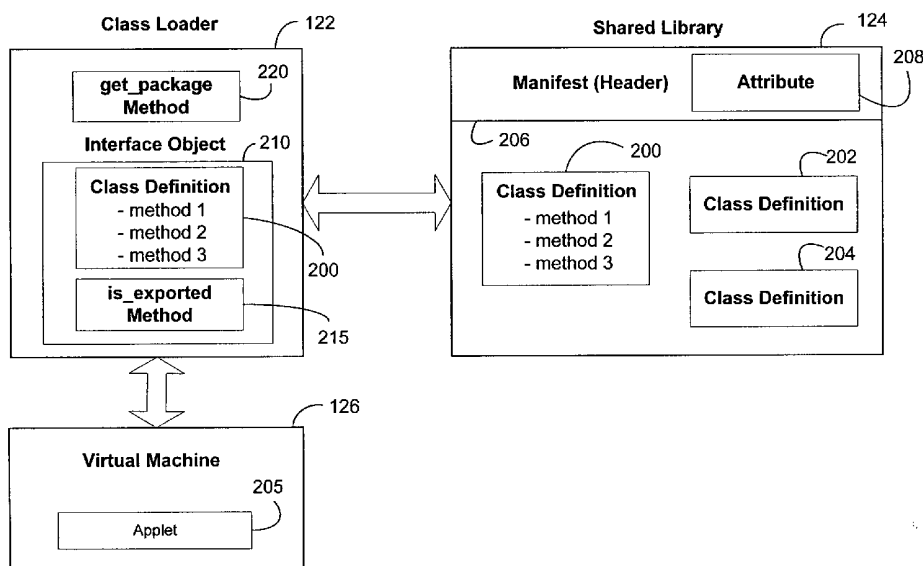 Class Loader
122
get_package
Method
220
Interface Object
210
Class Definition
- method 1
- method 2
- method 3
200
is_exported
Method
215
Shared Library
124
Manifest (Header)
Attribute
208
206
200
Class Definition
- method 1
- method 2
- method 3
202
Class Definition
204
Class Definition
126
Virtual Machine
205
Applet